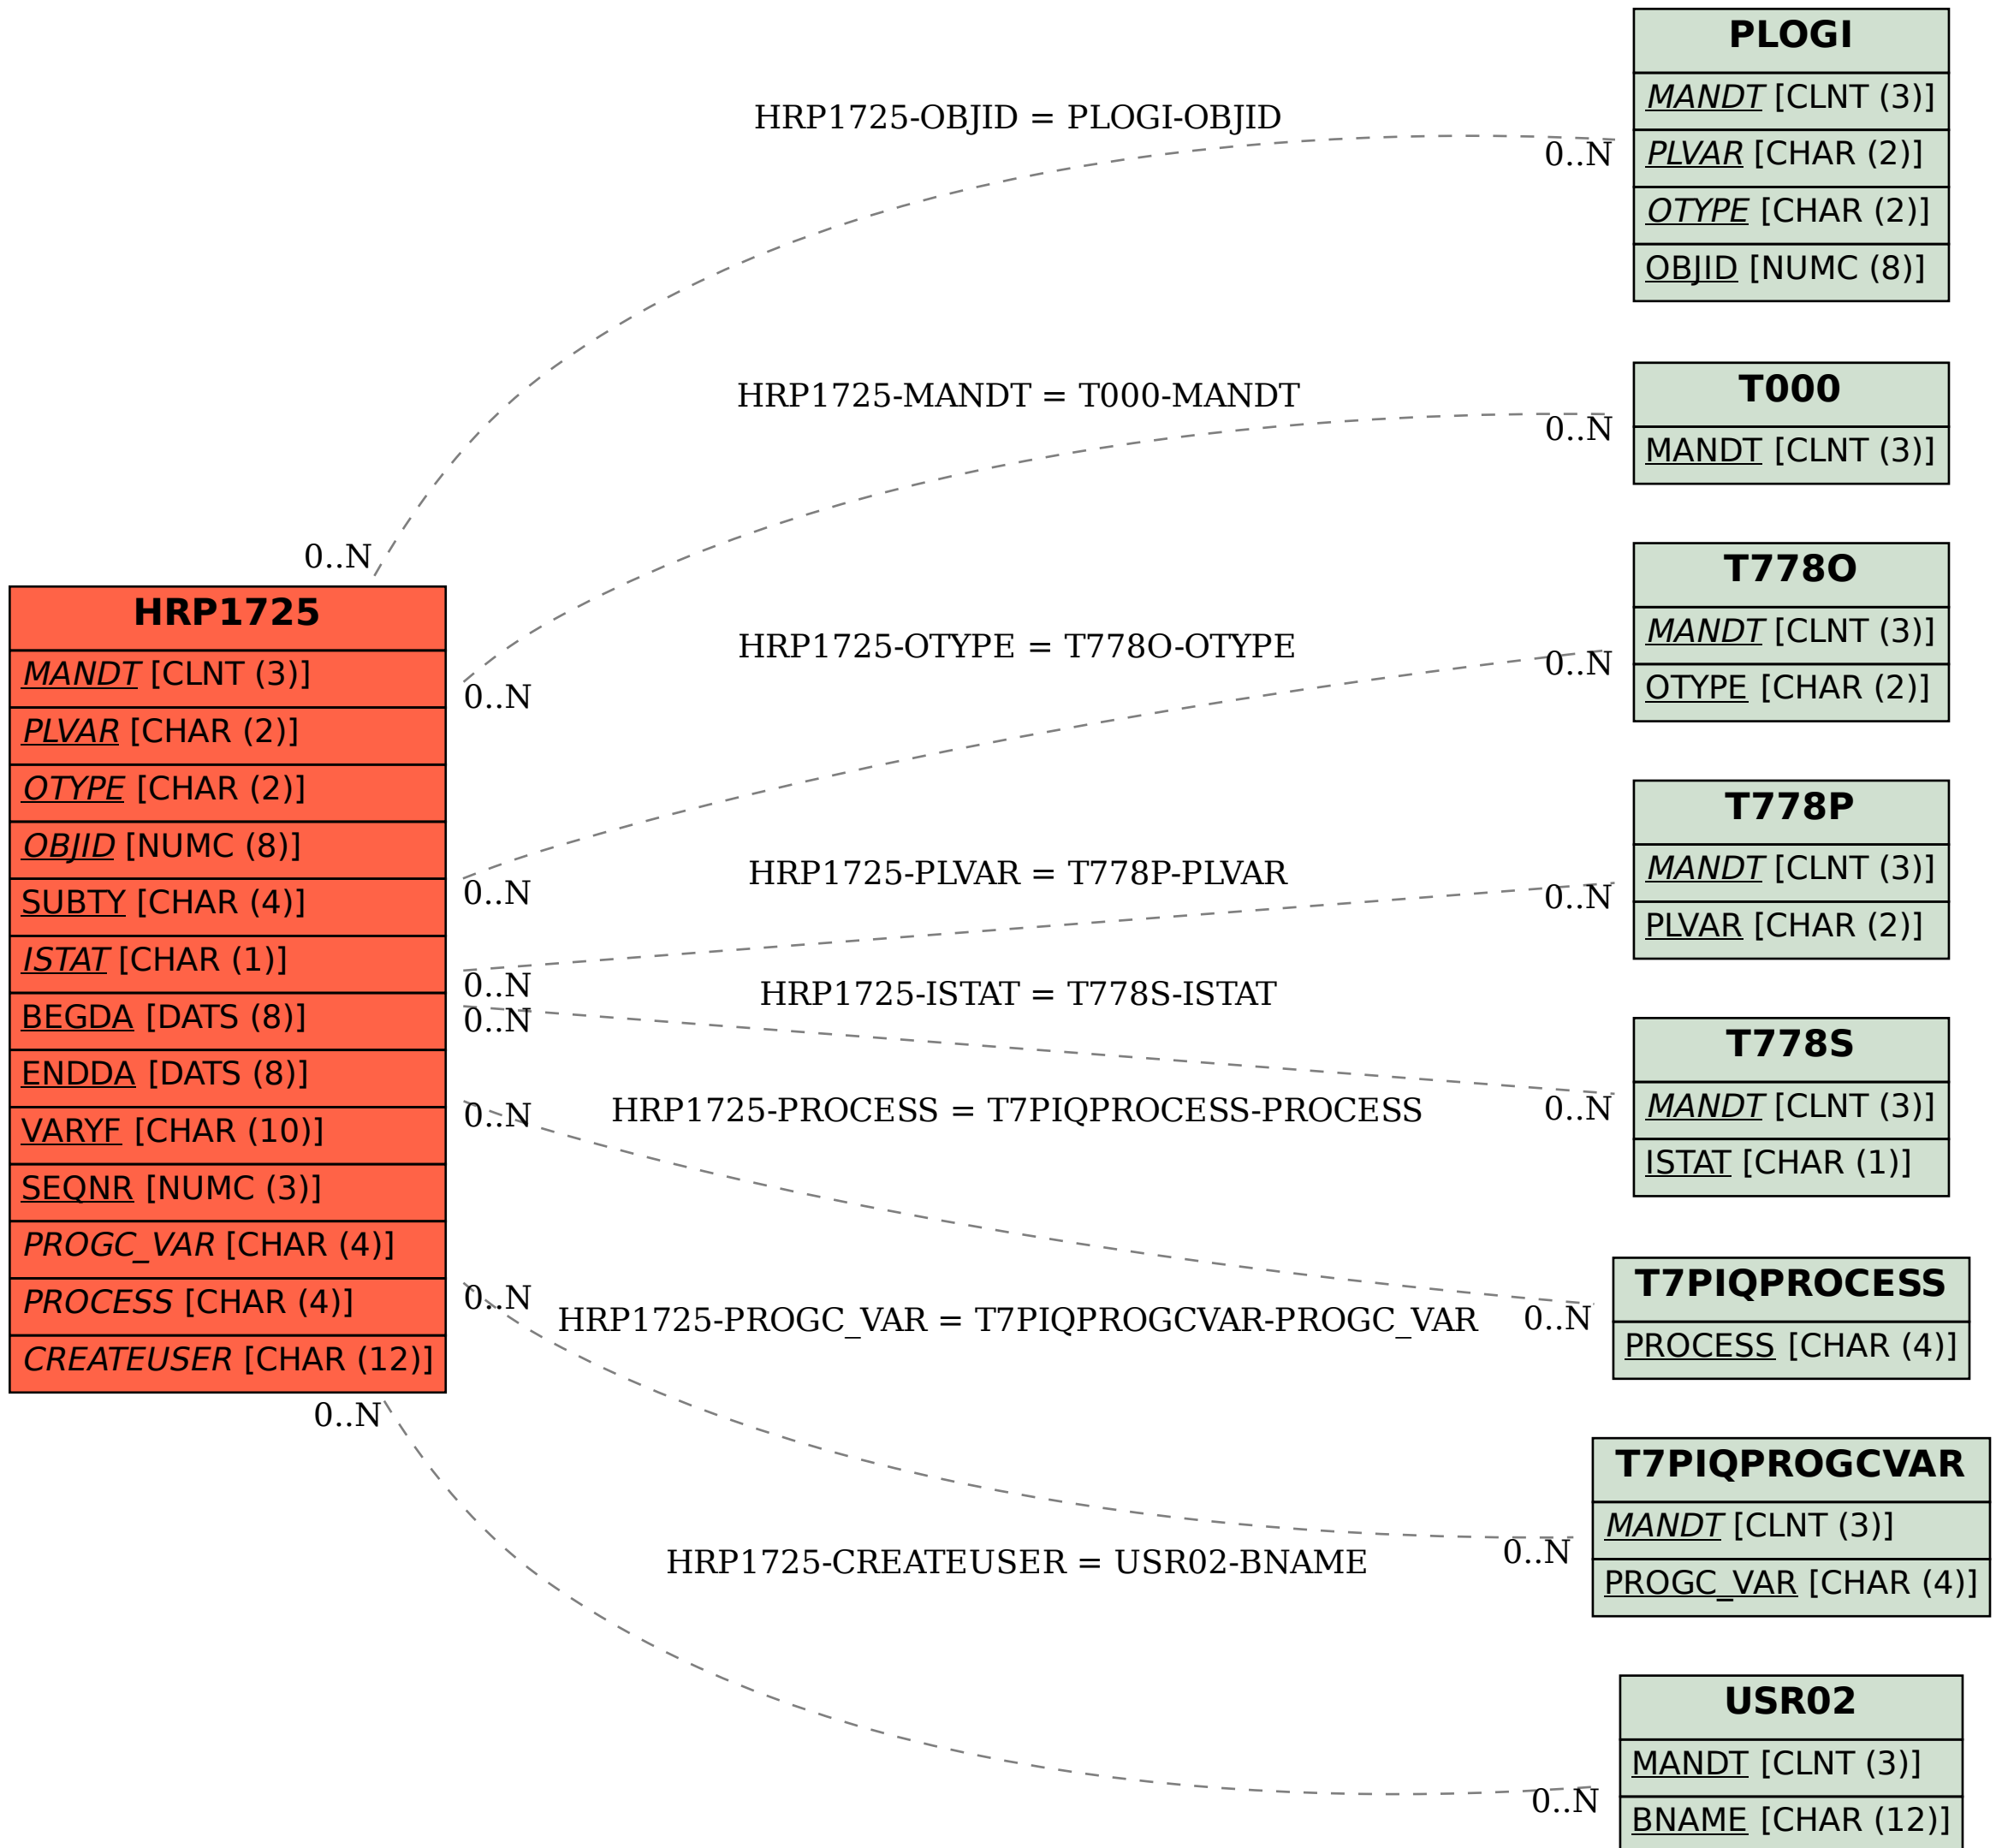 PLOGI
MANDT [CLNT (3)]
PLVAR [CHAR (2)]
OTYPE [CHAR (2)]
OBJID [NUMC (8)]
HRP1725-OBJID = PLOGI-OBJID
0..N
0..N
T000
MANDT [CLNT (3)]
HRP1725-MANDT = T000-MANDT
0..N
0..N
T778O
MANDT [CLNT (3)]
OTYPE [CHAR (2)]
HRP1725-OTYPE = T778O-OTYPE
0..N
0..N
HRP1725
MANDT [CLNT (3)]
PLVAR [CHAR (2)]
OTYPE [CHAR (2)]
OBJID [NUMC (8)]
SUBTY [CHAR (4)]
ISTAT [CHAR (1)]
BEGDA [DATS (8)]
ENDDA [DATS (8)]
VARYF [CHAR (10)]
SEQNR [NUMC (3)]
PROGC_VAR [CHAR (4)]
PROCESS [CHAR (4)]
CREATEUSER [CHAR (12)]
T778P
MANDT [CLNT (3)]
PLVAR [CHAR (2)]
HRP1725-PLVAR = T778P-PLVAR
0..N
0..N
T778S
MANDT [CLNT (3)]
ISTAT [CHAR (1)]
HRP1725-ISTAT = T778S-ISTAT
0..N
0..N
T7PIQPROCESS
PROCESS [CHAR (4)]
HRP1725-PROCESS = T7PIQPROCESS-PROCESS
0..N
0..N
T7PIQPROGCVAR
MANDT [CLNT (3)]
PROGC_VAR [CHAR (4)]
HRP1725-PROGC_VAR = T7PIQPROGCVAR-PROGC_VAR
0..N
0..N
USR02
MANDT [CLNT (3)]
BNAME [CHAR (12)]
HRP1725-CREATEUSER = USR02-BNAME
0..N
0..N